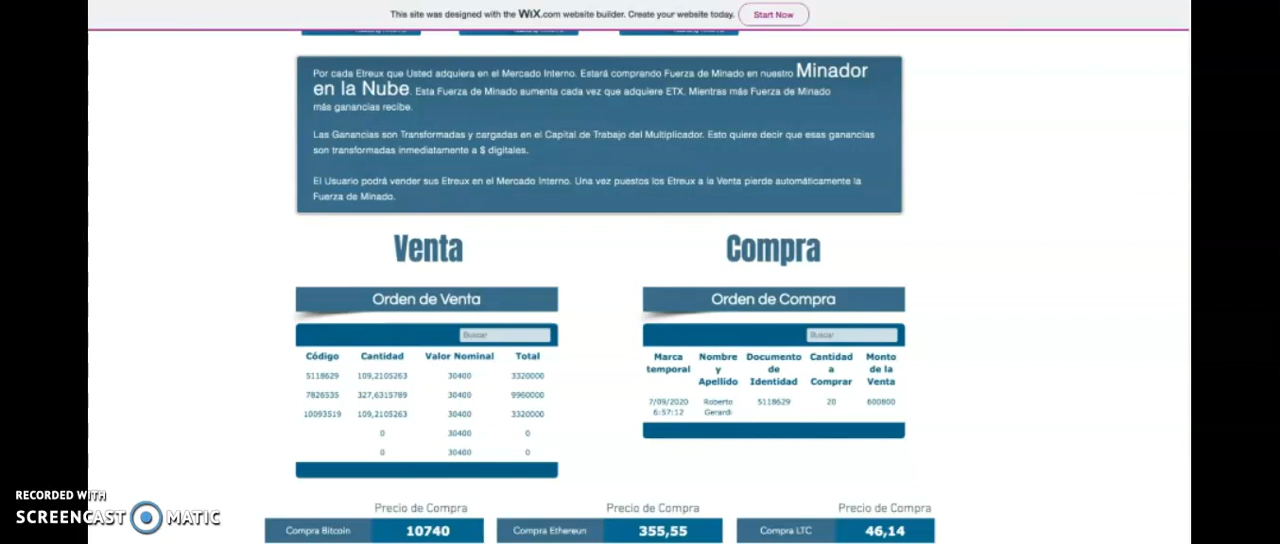 This site was designed with the WiX.com website builder. Create your website today. Start Now
Por cada Etreux que Usted adquiera en el Mercado Interno. Estará comprando Fuerza de Minado en nuestro Minador
en la Nube. Esta Fuerza de Minado aumenta cada vez que adquiere ETX. Mientras más Fuerza de Minado
más ganancias recibe.
Las Ganancias son Transformadas y cargadas en el Capital de Trabajo del Multiplicador. Esto quiere decir que esas ganancias
son transformadas inmediatamente a $ digitales.
El Usuario podrá vender sus Etreux en el Mercado Interno. Una vez puestos los Etreux a la Venta pierde automáticamente la
Fuerza de Minado.
Venta
Orden de Venta
Buscar
Código Cantidad Valor Nominal Total
5118629 109,2105263 30400 3320000
7826535 327,6315789 30400 9960000
10093519 109,2105263 30400 3320000
0 30400 0
0 30400 0
Compra
Orden de Compra
Buscar
Marca temporal Nombre y Apellido Documento de Identidad Cantidad a Comprar Monto de la Venta
7/09/2020 6:57:12 Roberto Gerardi 5118629 20 600800
Precio de Compra Precio de Compra Precio de Compra
Compra Bitcoin 10740 Compra Ethereun 355,55 Compra LTC 46,14
RECORDED WITH
SCREENCAST MATIC